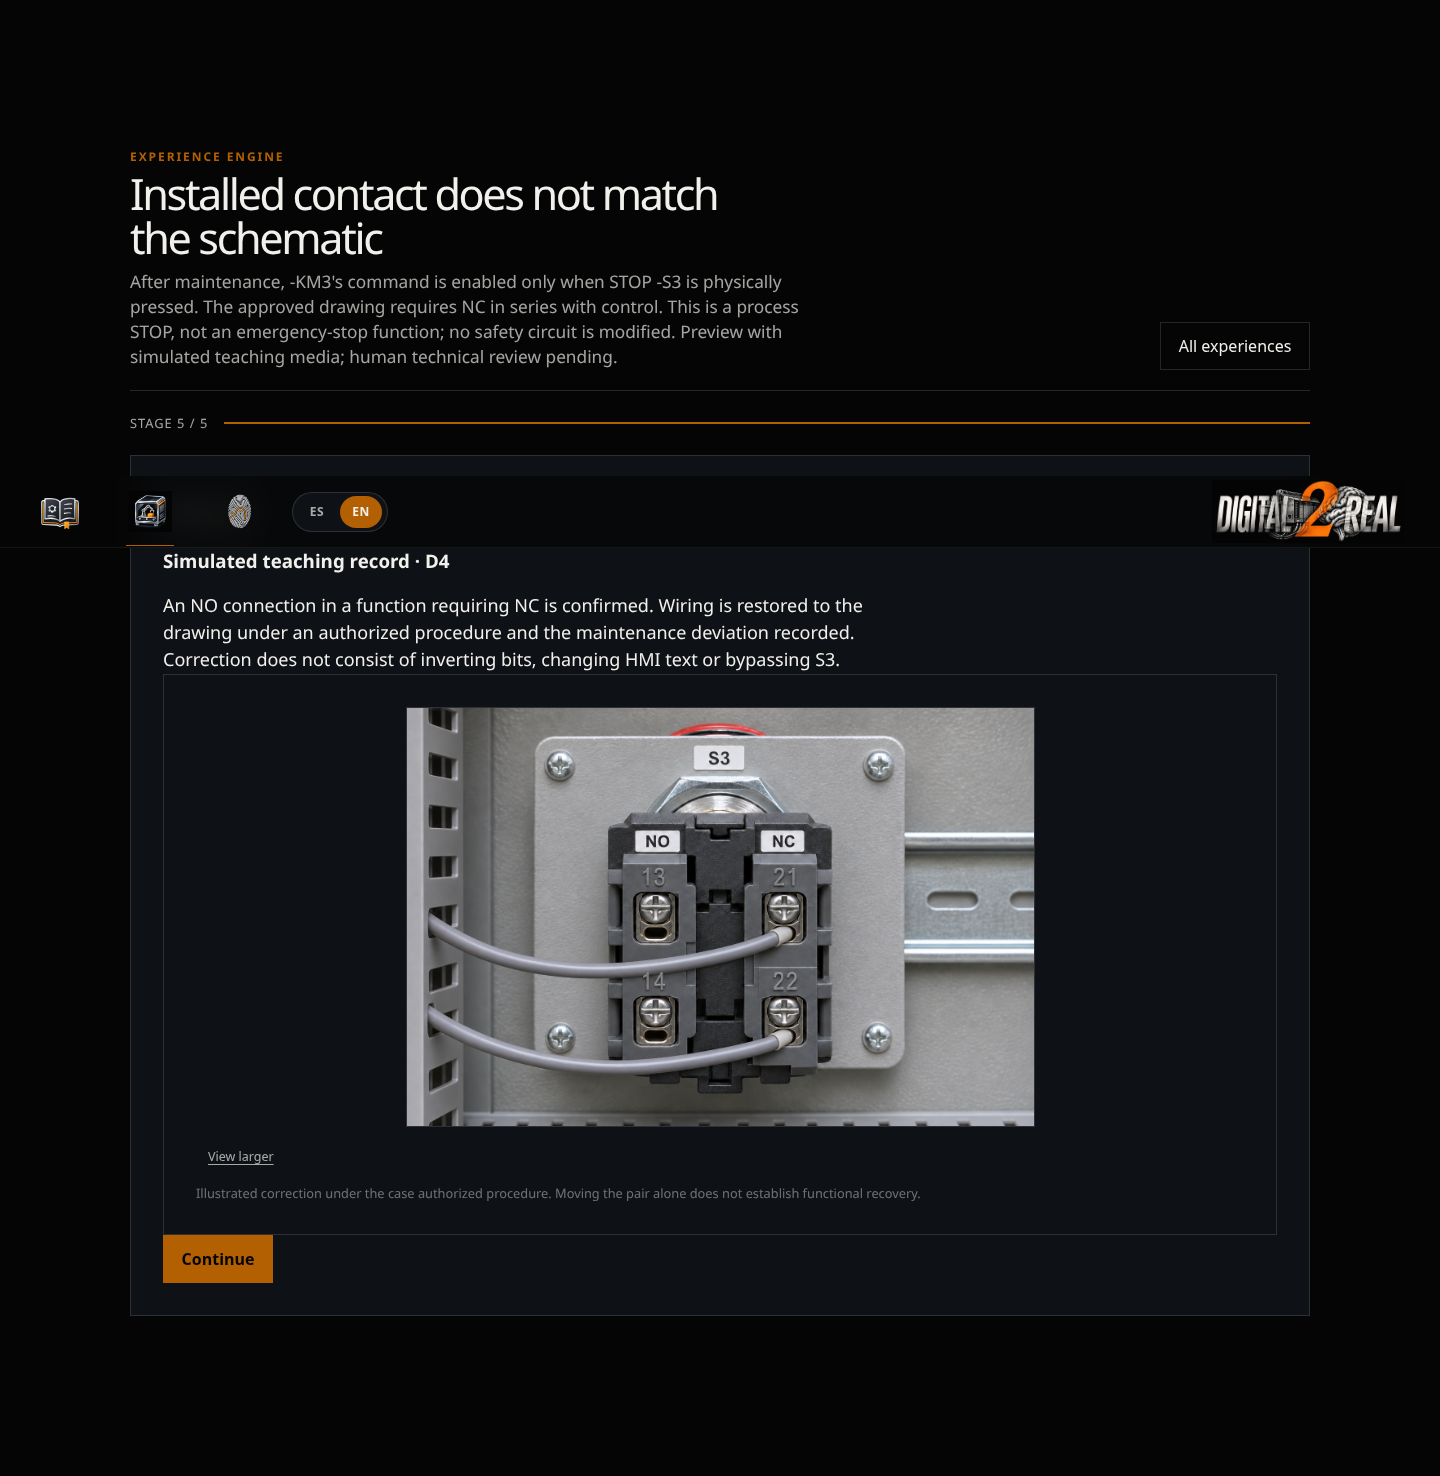 EXPERIENCE ENGINE
Installed contact does not match
the schematic
After maintenance, -KM3's command is enabled only when STOP -S3 is physically
pressed. The approved drawing requires NC in series with control. This is a process
STOP, not an emergency-stop function; no safety circuit is modified. Preview with
simulated teaching media; human technical review pending.
All experiences
STAGE 5 / 5
ES EN
DIGITAL 2 REAL
Simulated teaching record · D4
An NO connection in a function requiring NC is confirmed. Wiring is restored to the
drawing under an authorized procedure and the maintenance deviation recorded.
Correction does not consist of inverting bits, changing HMI text or bypassing S3.
S3
NO NC
13 21
14 22
View larger
Illustrated correction under the case authorized procedure. Moving the pair alone does not establish functional recovery.
Continue